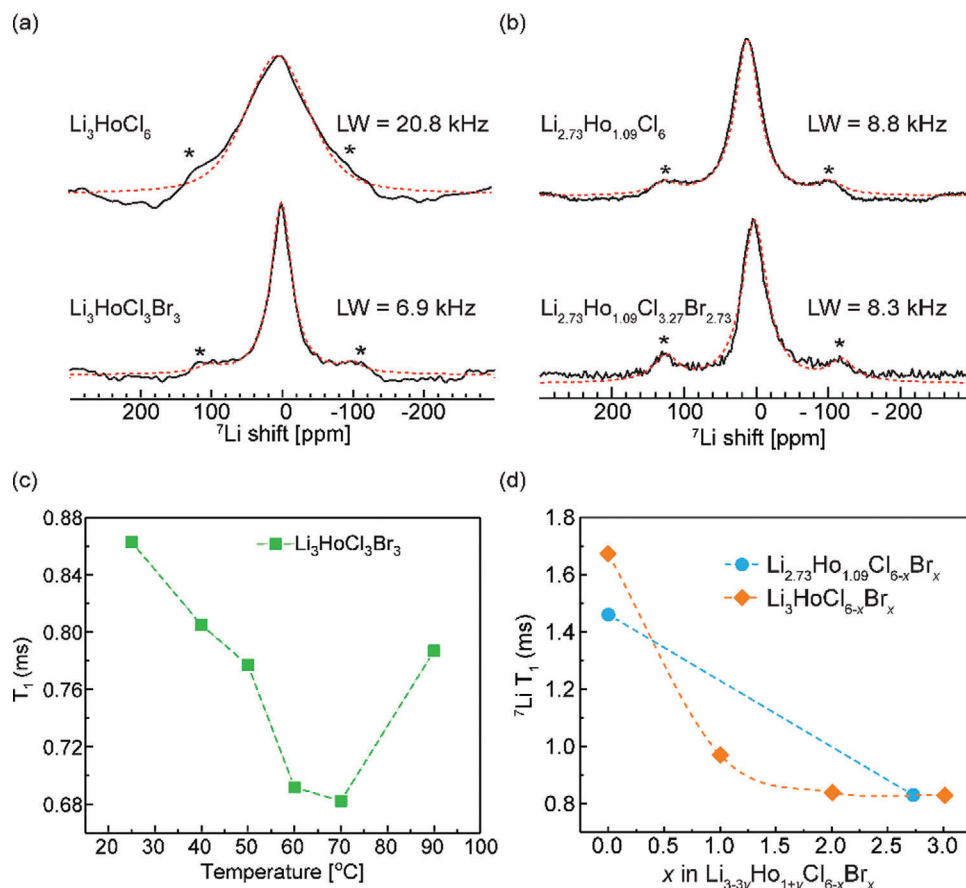 (a)
Li3HoCl6
LW = 20.8 kHz
*
*
Li3HoCl3Br3
LW = 6.9 kHz
*
*
200 100 0 -100 -200
7Li shift [ppm]
(b)
Li2.73Ho1.09Cl6
LW = 8.8 kHz
*
*
Li2.73Ho1.09Cl3.27Br2.73
LW = 8.3 kHz
*
*
200 100 0 - 100 - 200
7Li shift [ppm]
(c)
0.88
0.84
0.80
0.76
0.72
0.68
T1 (ms)
Li3HoCl3Br3
20 30 40 50 60 70 80 90 100
Temperature [oC]
(d)
1.8
1.6
1.4
1.2
1.0
0.8
7Li T1 (ms)
Li2.73Ho1.09Cl6-xBrx
Li3HoCl6-xBrx
0.0 0.5 1.0 1.5 2.0 2.5 3.0
x in Li3-3yHo1+yCl6-xBrx